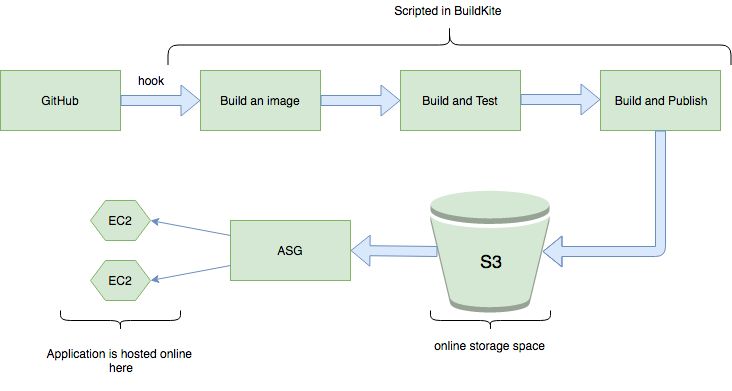 Scripted in BuildKite
hook
GitHub
Build an image
Build and Test
Build and Publish
EC2
ASG
S3
EC2
online storage space
Application is hosted online
here